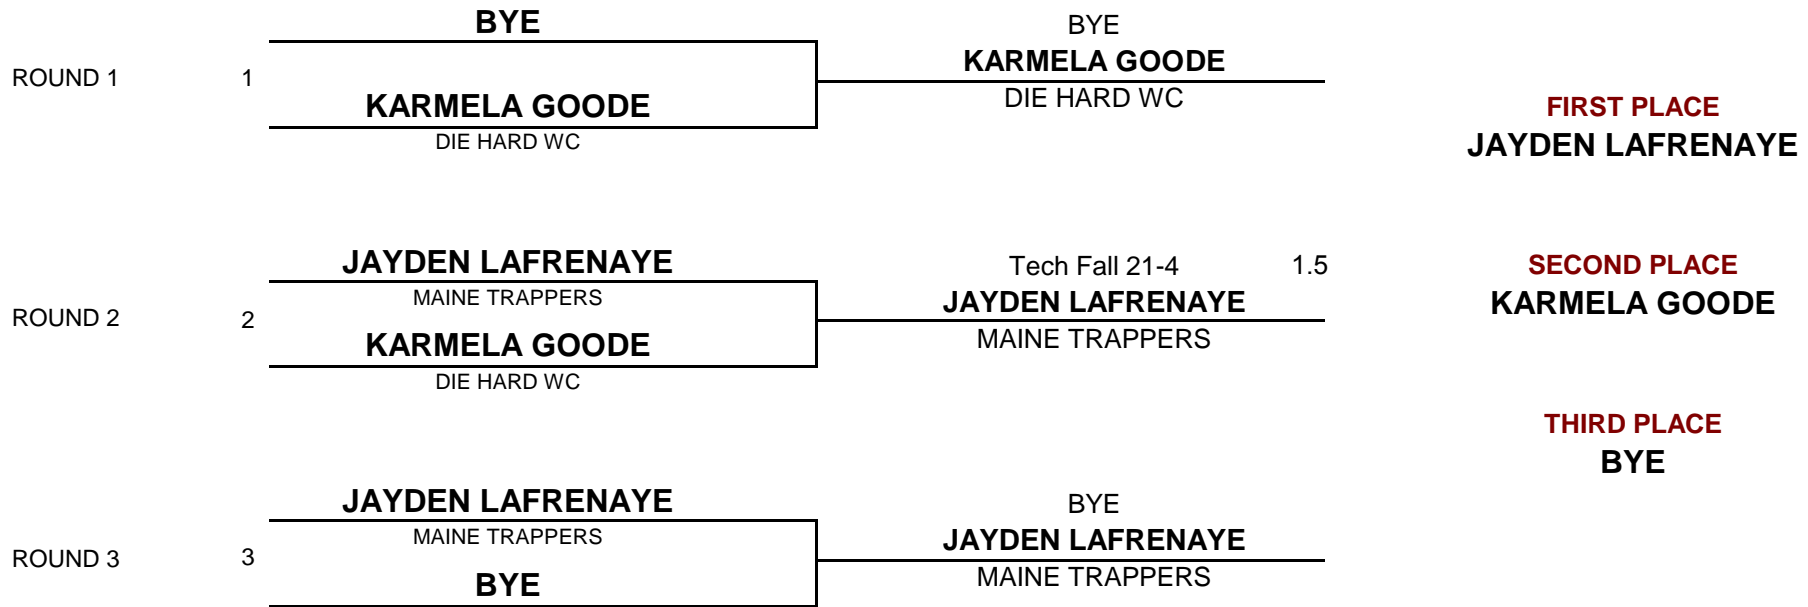 BYE
BYE
KARMELA GOODE
ROUND 1
1
KARMELA GOODE
DIE HARD WC
DIE HARD WC
FIRST PLACE
JAYDEN LAFRENAYE
JAYDEN LAFRENAYE
MAINE TRAPPERS
Tech Fall 21-4
1.5
JAYDEN LAFRENAYE
ROUND 2
2
KARMELA GOODE
DIE HARD WC
MAINE TRAPPERS
SECOND PLACE
KARMELA GOODE
THIRD PLACE
BYE
JAYDEN LAFRENAYE
MAINE TRAPPERS
BYE
JAYDEN LAFRENAYE
ROUND 3
3
BYE
MAINE TRAPPERS